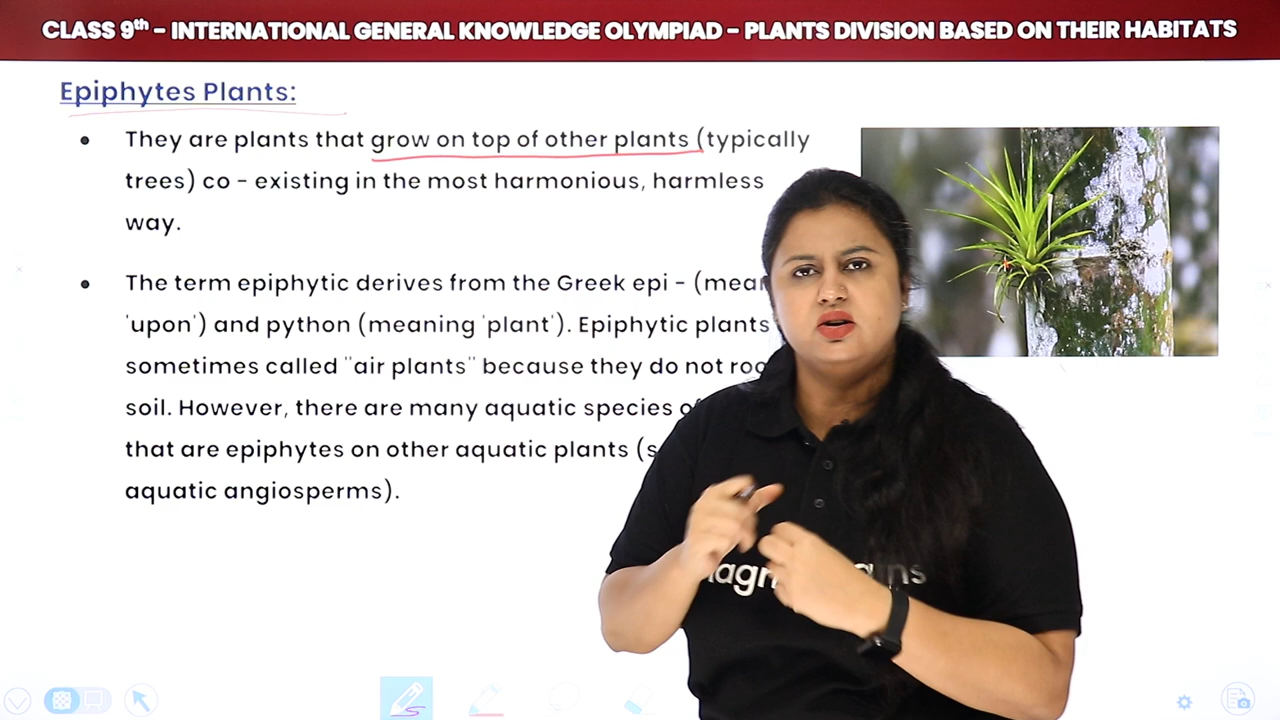 CLASS 9th - INTERNATIONAL GENERAL KNOWLEDGE OLYMPIAD - PLANTS DIVISION BASED ON THEIR HABITATS
Epiphytes Plants:
• They are plants that grow on top of other plants (typically
trees) co - existing in the most harmonious, harmless
way.
• The term epiphytic derives from the Greek epi - (mean
'upon') and python (meaning 'plant'). Epiphytic plants
sometimes called "air plants" because they do not roo
soil. However, there are many aquatic species of
that are epiphytes on other aquatic plants (s
aquatic angiosperms).